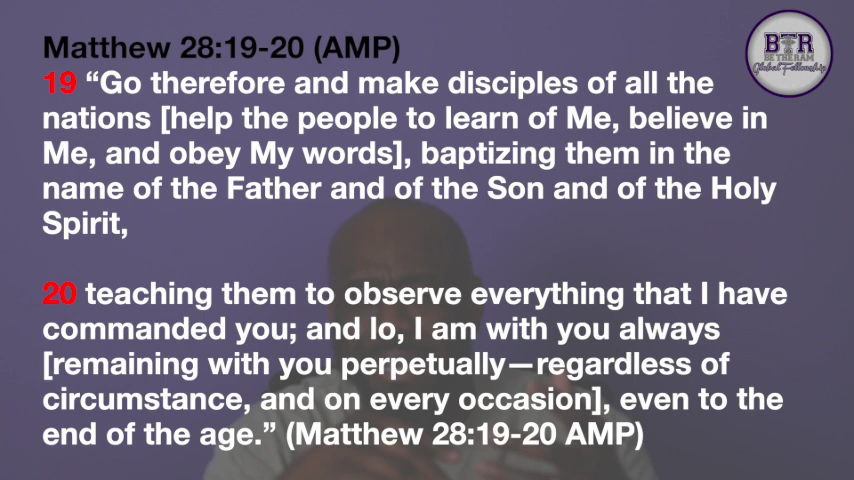 Matthew 28:19-20 (AMP)
19 “Go therefore and make disciples of all the
nations [help the people to learn of Me, believe in
Me, and obey My words], baptizing them in the
name of the Father and of the Son and of the Holy
Spirit,
20 teaching them to observe everything that I have
commanded you; and lo, I am with you always
[remaining with you perpetually—regardless of
circumstance, and on every occasion], even to the
end of the age.” (Matthew 28:19-20 AMP)
BTR
BE THE RAM
Global Fellowship